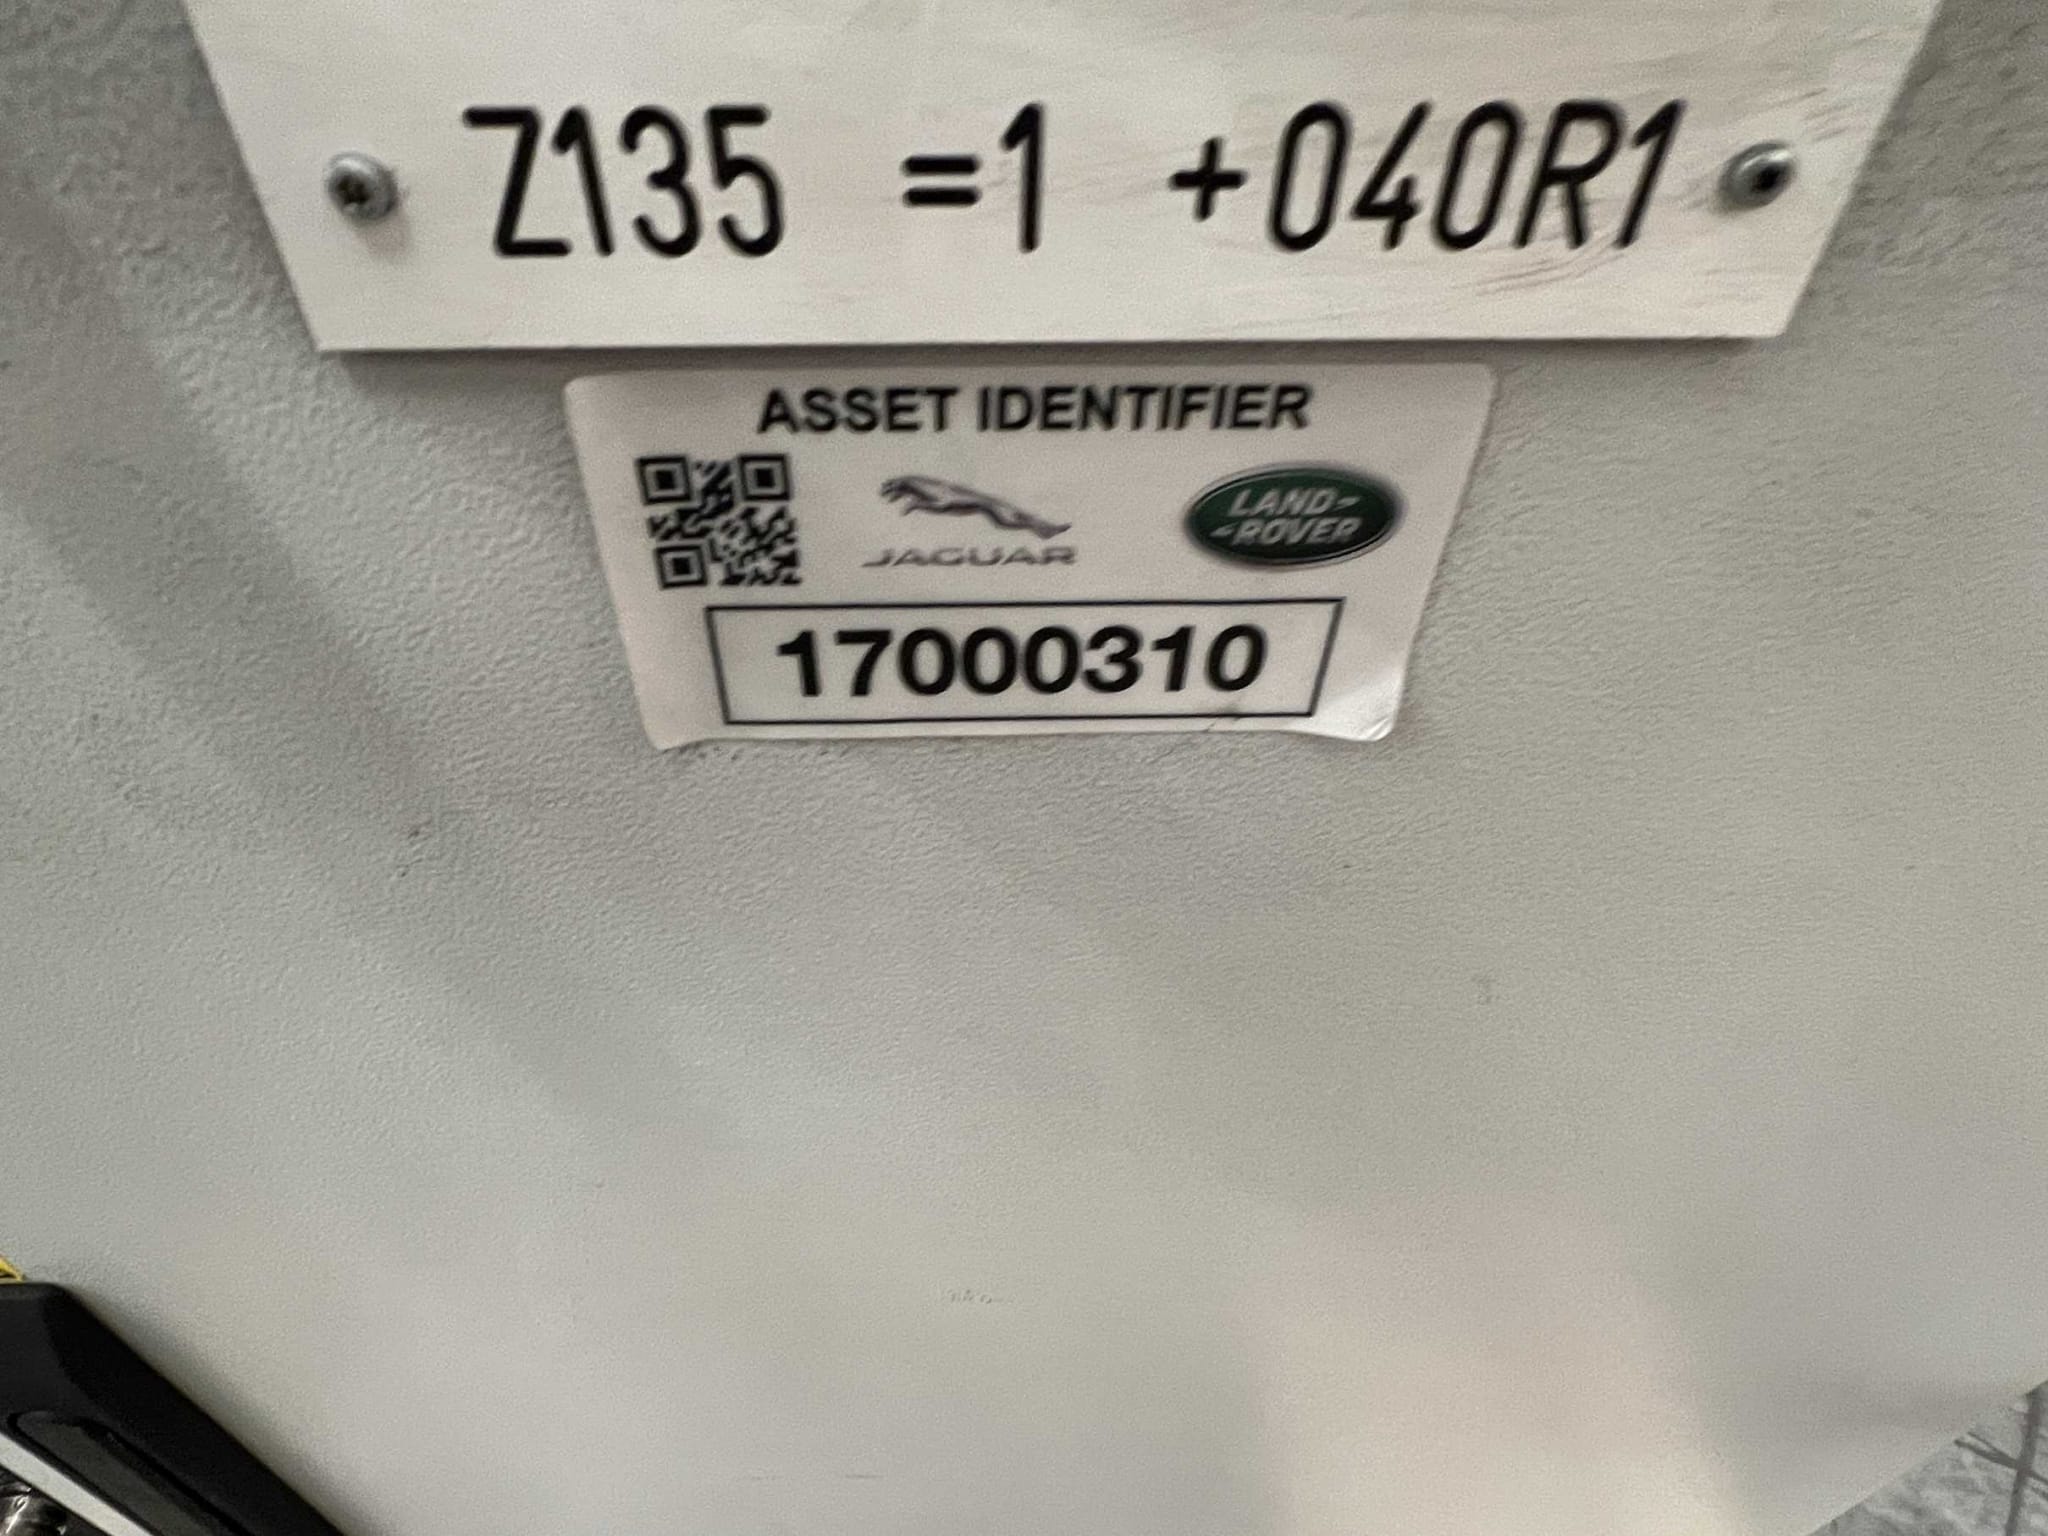 Z135 =1 +040R1
ASSET IDENTIFIER
JAGUAR
LAND-
-ROVER
17000310